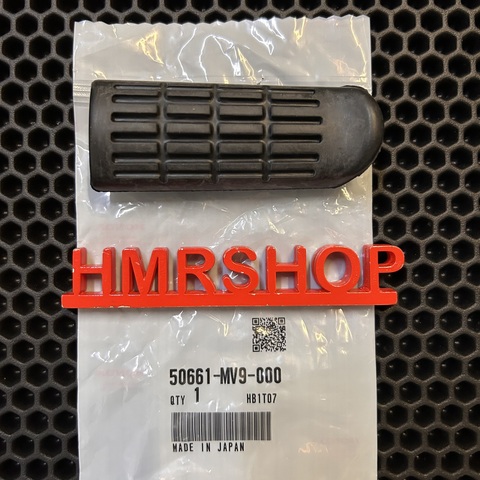 HMRSHOP
50661-MV9-000
QTY 1 HB1T07
MADE IN JAPAN